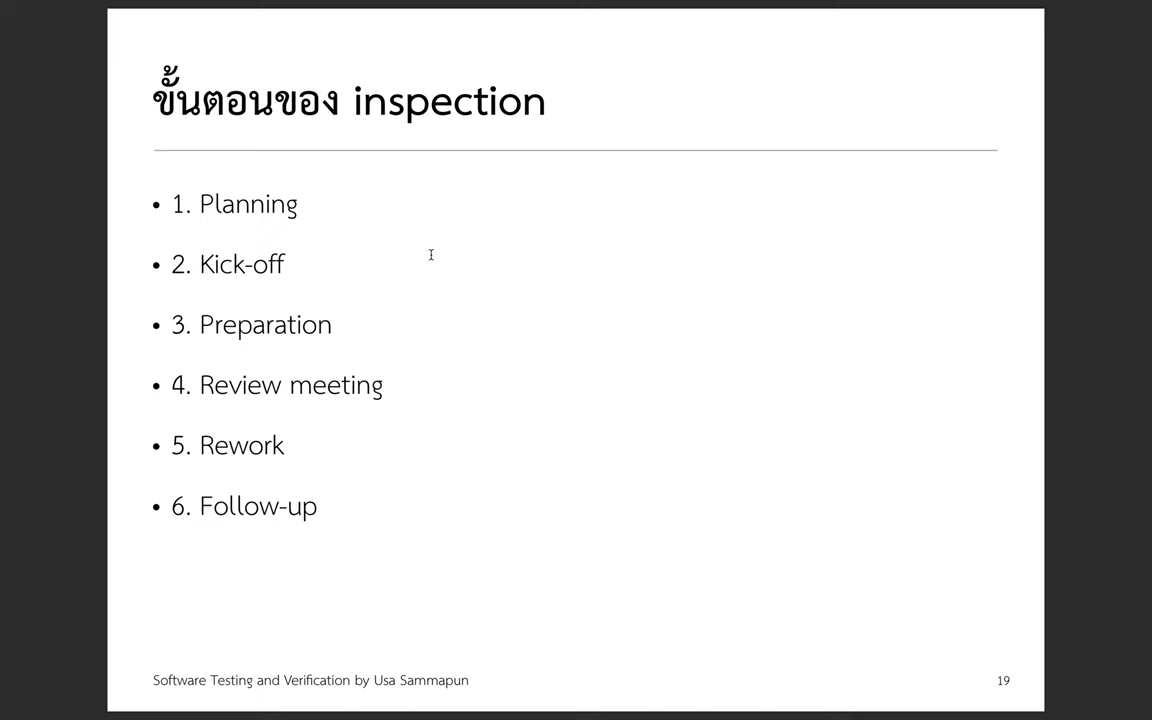 ขั้นตอนของ inspection
• 1. Planning
• 2. Kick-off
• 3. Preparation
• 4. Review meeting
• 5. Rework
• 6. Follow-up
Software Testing and Verification by Usa Sammapun
19